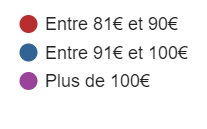 Entre 81€ et 90€
Entre 91€ et 100€
Plus de 100€